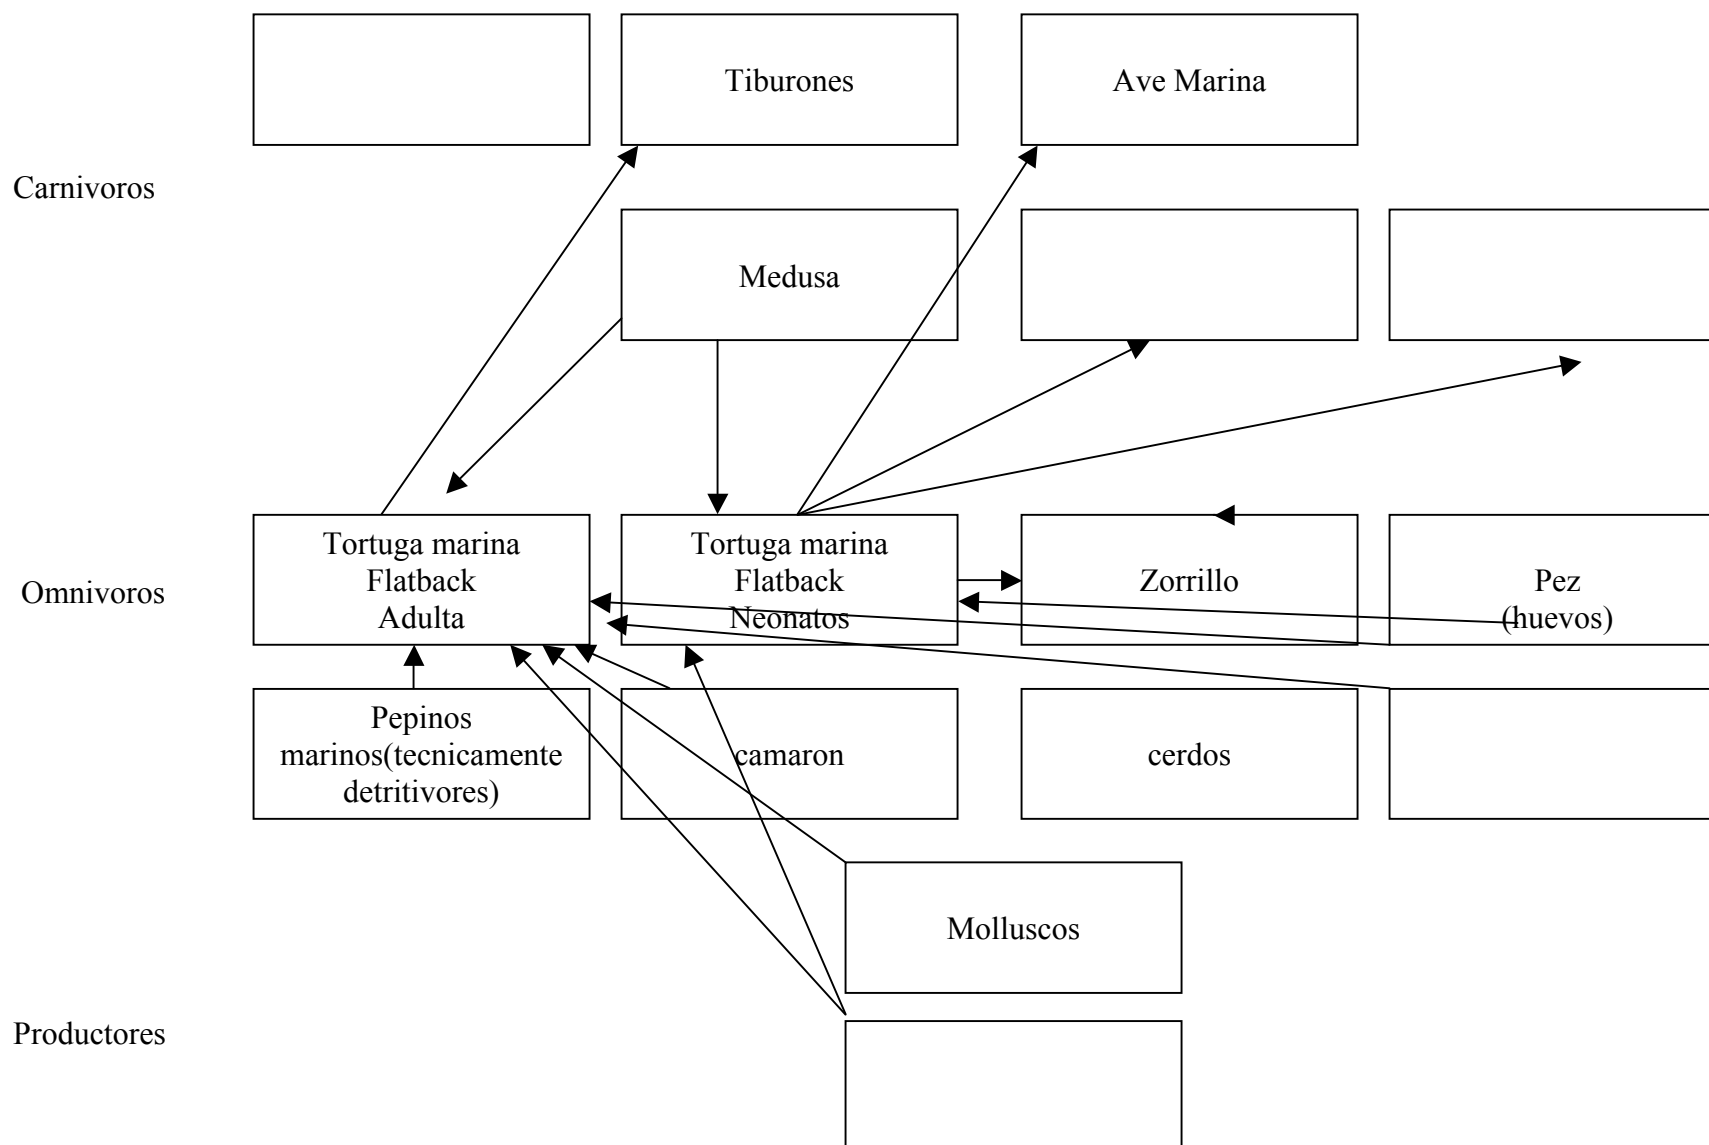 Tiburones
Ave Marina
Carnivoros
Medusa
Tortuga marina
Flatback
Adulta
Tortuga marina
Flatback
Neonatos
Omnivoros
Zorrillo
Pez
(huevos)
Pepinos
marinos(tecnicamente
detritivores)
camaron
cerdos
Molluscos
Productores